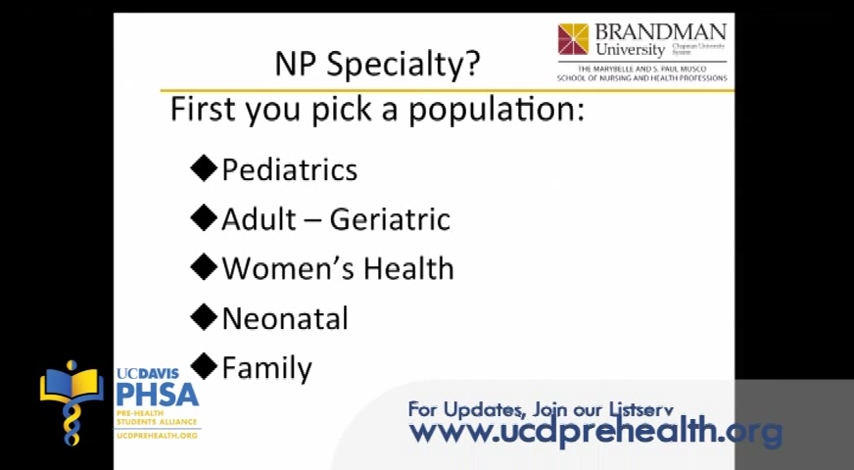 NP Specialty?
BRANDMAN
University
Chapman University
System
THE MARYBELLE AND S. PAUL MUSCO
SCHOOL OF NURSING AND HEALTH PROFESSIONS
First you pick a population:
◆Pediatrics
◆Adult – Geriatric
◆Women's Health
◆Neonatal
◆Family
UCDAVIS
PHSA
PRE-HEALTH
STUDENTS ALLIANCE
UCDPREHEALTH.ORG
For Updates, Join our Listserv
www.ucdprehealth.org